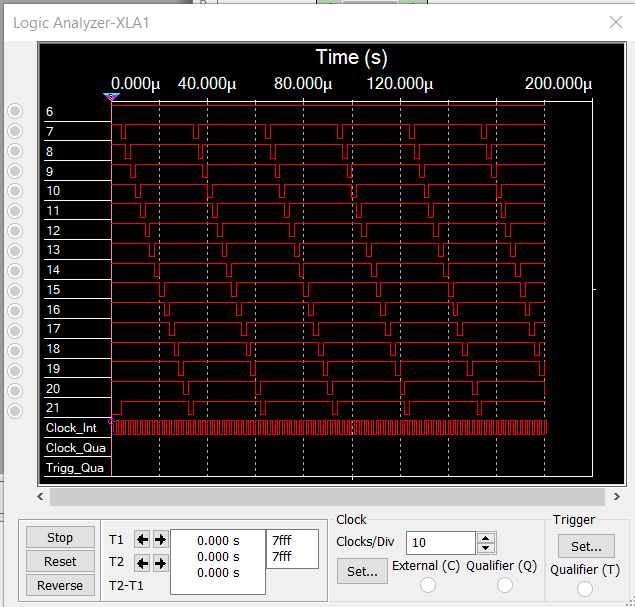 Logic Analyzer-XLA1
Time (s)
0.000µ 40.000µ 80.000µ 120.000µ 200.000µ
6
7
8
9
10
11
12
13
14
15
16
17
18
19
20
21
Clock_Int
Clock_Qua
Trigg_Qua
Stop
Reset
Reverse
T1
T2
T2-T1
0.000 s
0.000 s
0.000 s
7fff
7fff
Clock
Clocks/Div 10
Set...
External (C) Qualifier (Q)
Trigger
Set...
Qualifier (T)